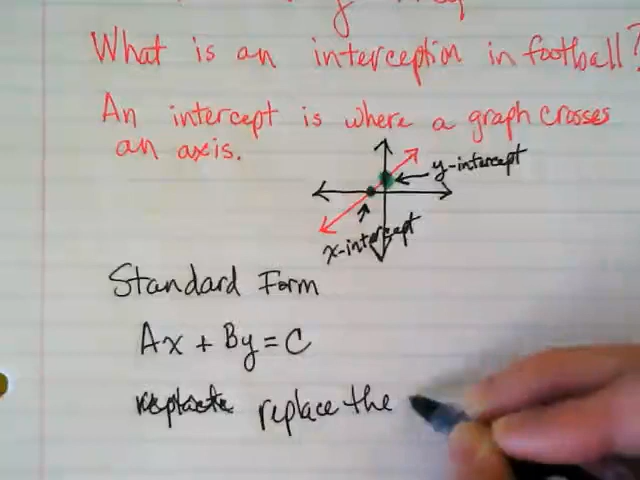 What is an interception in football?
An intercept is where a graph crosses
an axis.
y-intercept
x-intercept
Standard Form
Ax + By = C
replace the